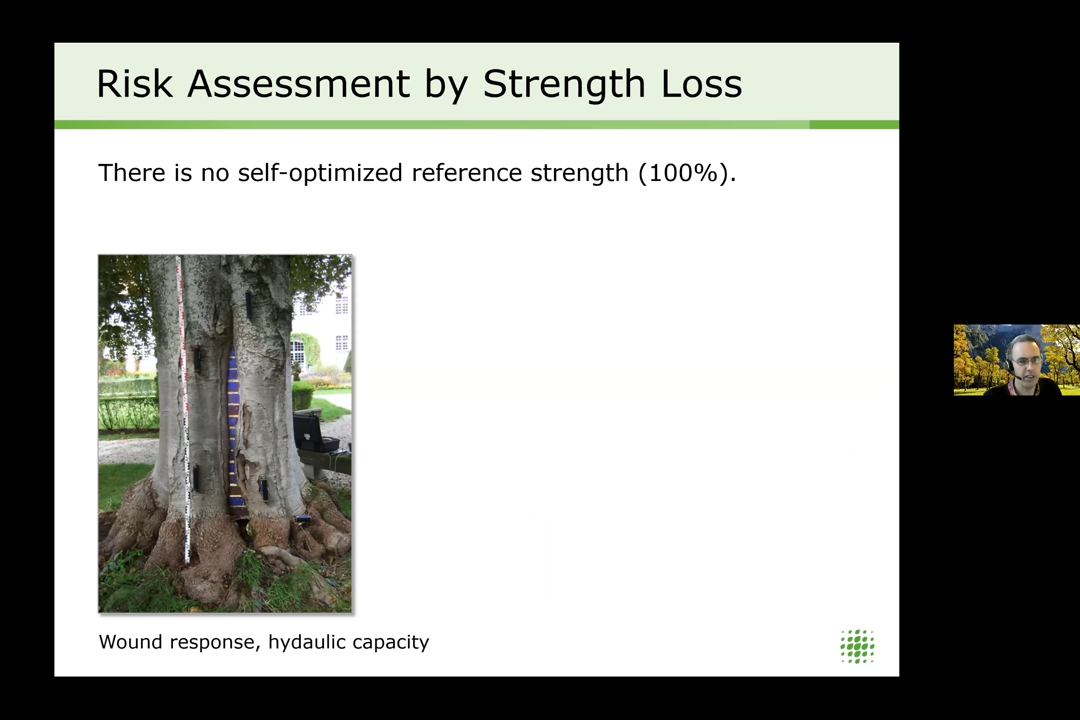 Risk Assessment by Strength Loss
There is no self-optimized reference strength (100%).
Wound response, hydaulic capacity